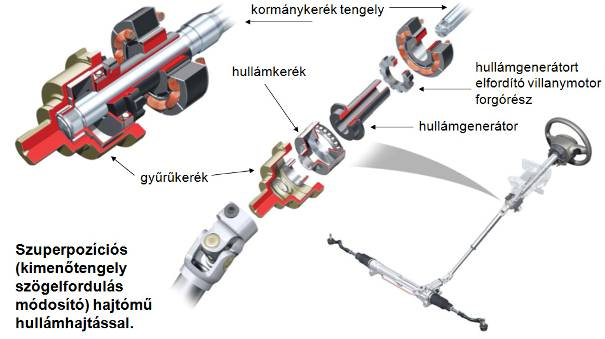 kormánykerék tengely
hullámkerék
hullámgenerátort
elfordító villanymotor
forgórész
hullámgenerátor
gyűrűkerék
Szuperpozíciós
(kimenőtengely
szögelfordulás
módosító) hajtómű
hullámhajtással.